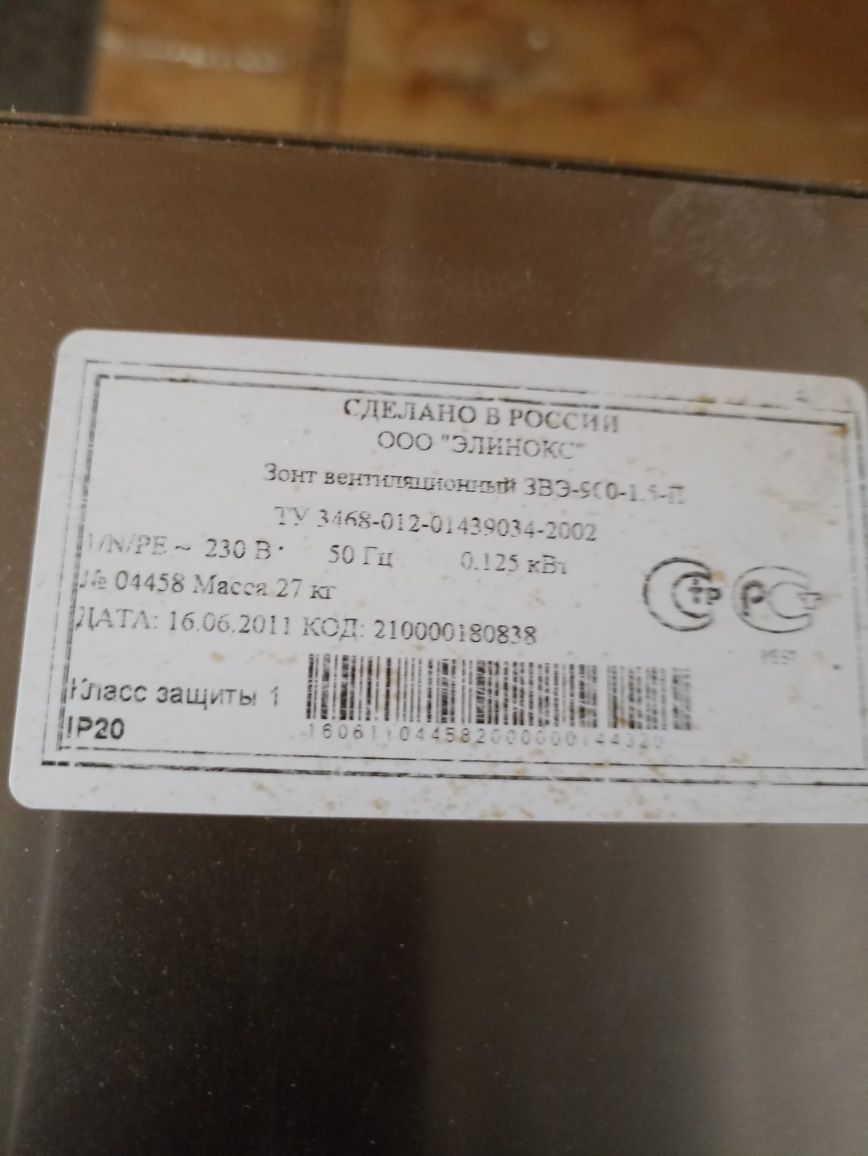 СДЕЛАНО В РОССИИ
ООО "ЭЛИНОКС"
Зонт вентиляционный ЗВЭ-900-1,5-П
ТУ 3468-012-01439034-2002
1/N/PE ~ 230 В 50 Гц 0.125 кВт
№ 04458 Масса 27 кг
ДАТА: 16.06.2011 КОД: 210000180838
Класс защиты 1
IP20